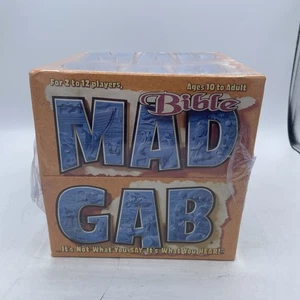 For 2 to 12 players,
Ages 10 to Adult
Bible
MAD
GAB
...It's Not What You SAY, It's What You HEAR!...